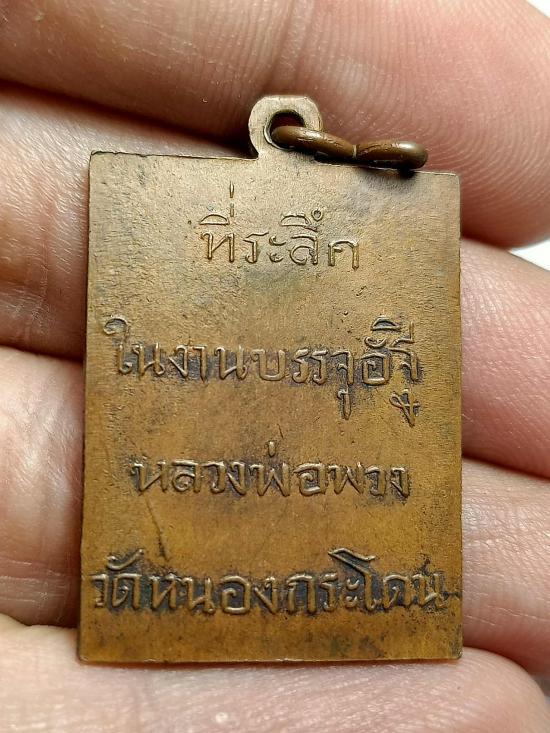 ที่ระลึก
ในงานบรรจุอัฐิ
หลวงพ่อพวง
วัดหนองกระโดน